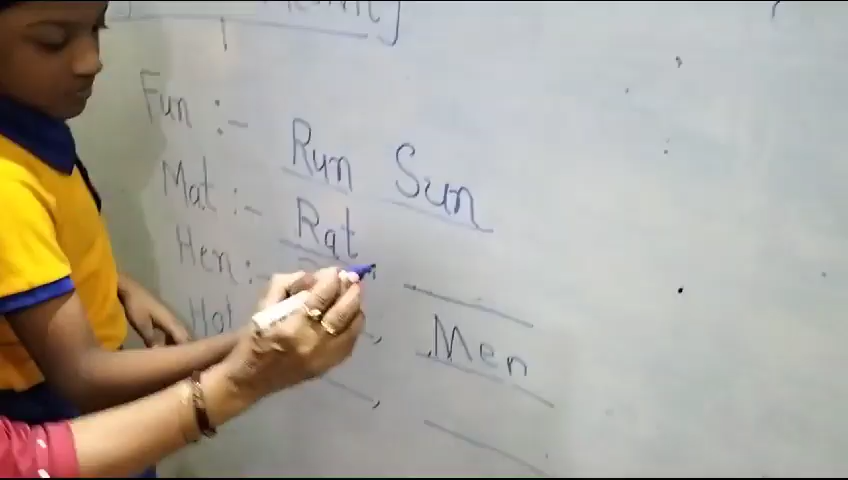 Fun :- Run Sun
Mat :- Rat
Hen :- Men
Hot